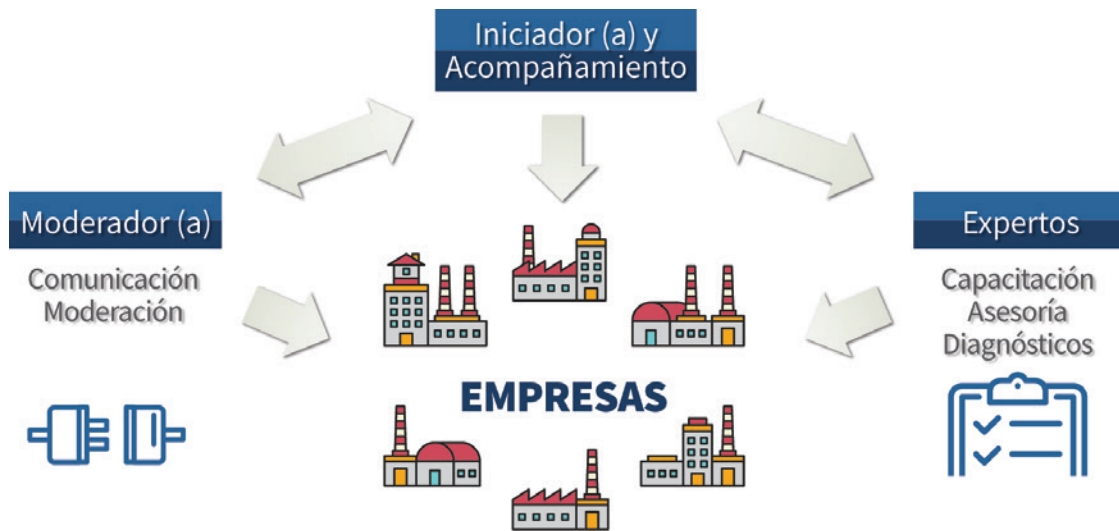 Iniciador (a) y
Acompañamiento
Moderador (a)
Comunicación
Moderación
Expertos
Capacitación
Asesoría
Diagnósticos
EMPRESAS